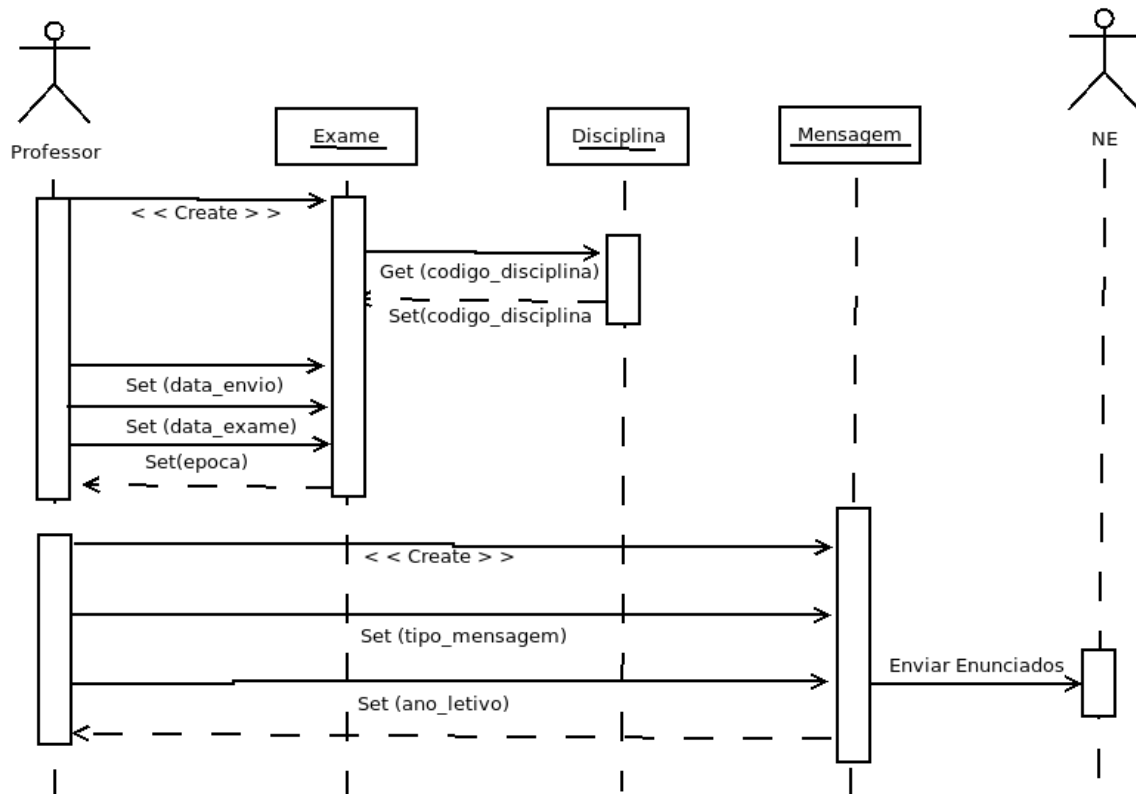 Professor
Exame
Disciplina
Mensagem
NE
< < Create > >
Get (codigo_disciplina)
Set(codigo_disciplina
Set (data_envio)
Set (data_exame)
Set(epoca)
< < Create > >
Set (tipo_mensagem)
Enviar Enunciados
Set (ano_letivo)